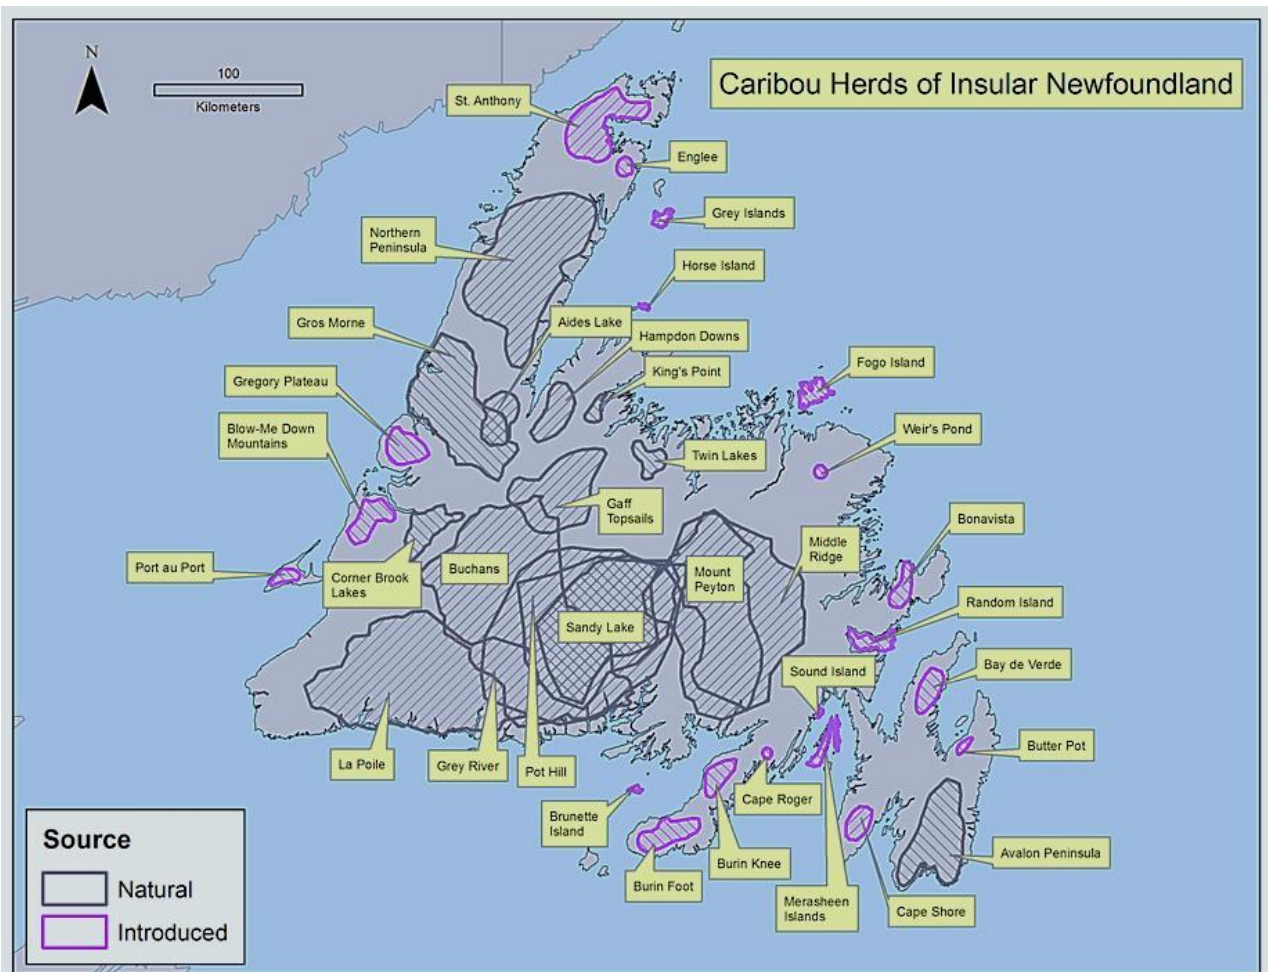 N
100
Kilometers
Caribou Herds of Insular Newfoundland
St. Anthony
Englee
Grey Islands
Northern
Peninsula
Horse Island
Gros Morne
Aides Lake
Hampdon Downs
King's Point
Fogo Island
Gregory Plateau
Blow-Me Down
Mountains
Weir's Pond
Twin Lakes
Gaff
Topsails
Bonavista
Middle
Ridge
Port au Port
Corner Brook
Lakes
Buchans
Mount
Peyton
Random Island
Sandy Lake
Bay de Verde
Sound Island
Butter Pot
La Poile
Grey River
Pot Hill
Cape Roger
Brunette
Island
Avalon Peninsula
Burin Knee
Burin Foot
Merasheen
Islands
Cape Shore
Source
Natural
Introduced